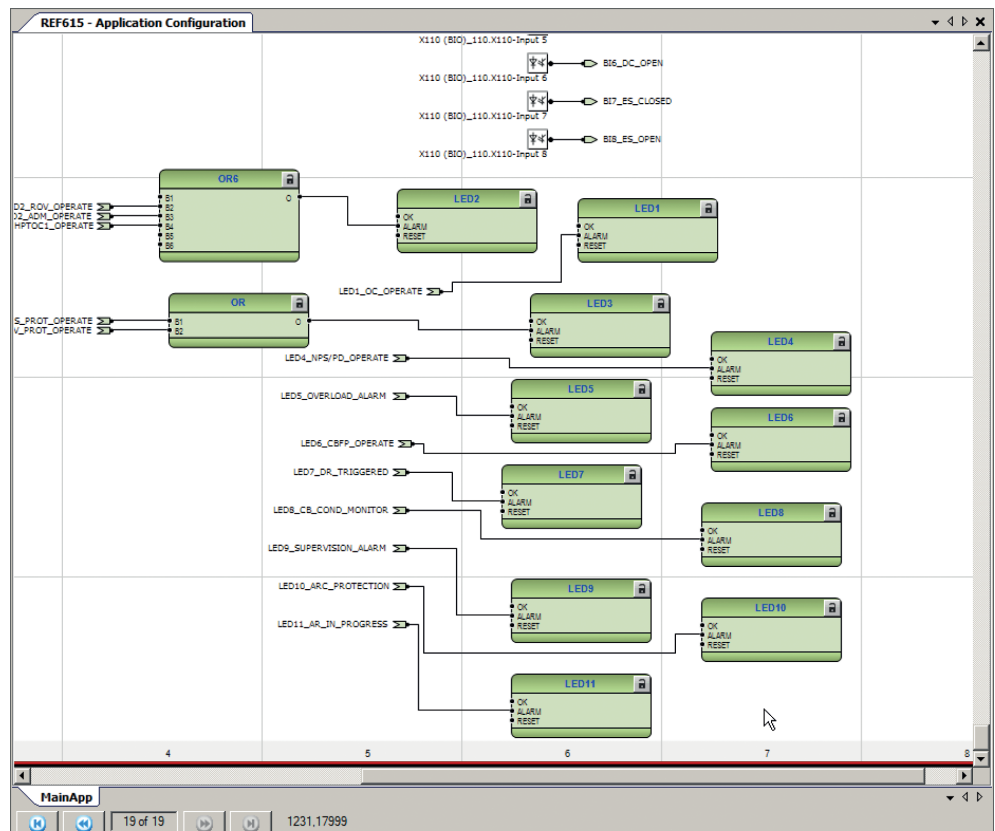 REF615 - Application Configuration
X110 (BIO)_110.X110-Input 5
BI6_DC_OPEN
X110 (BIO)_110.X110-Input 6
BI7_ES_CLOSED
X110 (BIO)_110.X110-Input 7
BI8_ES_OPEN
X110 (BIO)_110.X110-Input 8
OR6
B1
B2
B3
B4
B5
B6
O
D2_ROV_OPERATE
D2_ADM_OPERATE
HPTOC1_OPERATE
LED2
OK
ALARM
RESET
LED1
OK
ALARM
RESET
LED1_OC_OPERATE
OR
B1
B2
O
S_PROT_OPERATE
V_PROT_OPERATE
LED3
OK
ALARM
RESET
LED4_NPS/PD_OPERATE
LED4
OK
ALARM
RESET
LED5_OVERLOAD_ALARM
LED5
OK
ALARM
RESET
LED6_CBFP_OPERATE
LED6
OK
ALARM
RESET
LED7_DR_TRIGGERED
LED7
OK
ALARM
RESET
LED8_CB_COND_MONITOR
LED8
OK
ALARM
RESET
LED9_SUPERVISION_ALARM
LED9
OK
ALARM
RESET
LED10_ARC_PROTECTION
LED10
OK
ALARM
RESET
LED11_AR_IN_PROGRESS
LED11
OK
ALARM
RESET
4 5 6 7 8
MainApp
19 of 19 1231,17999